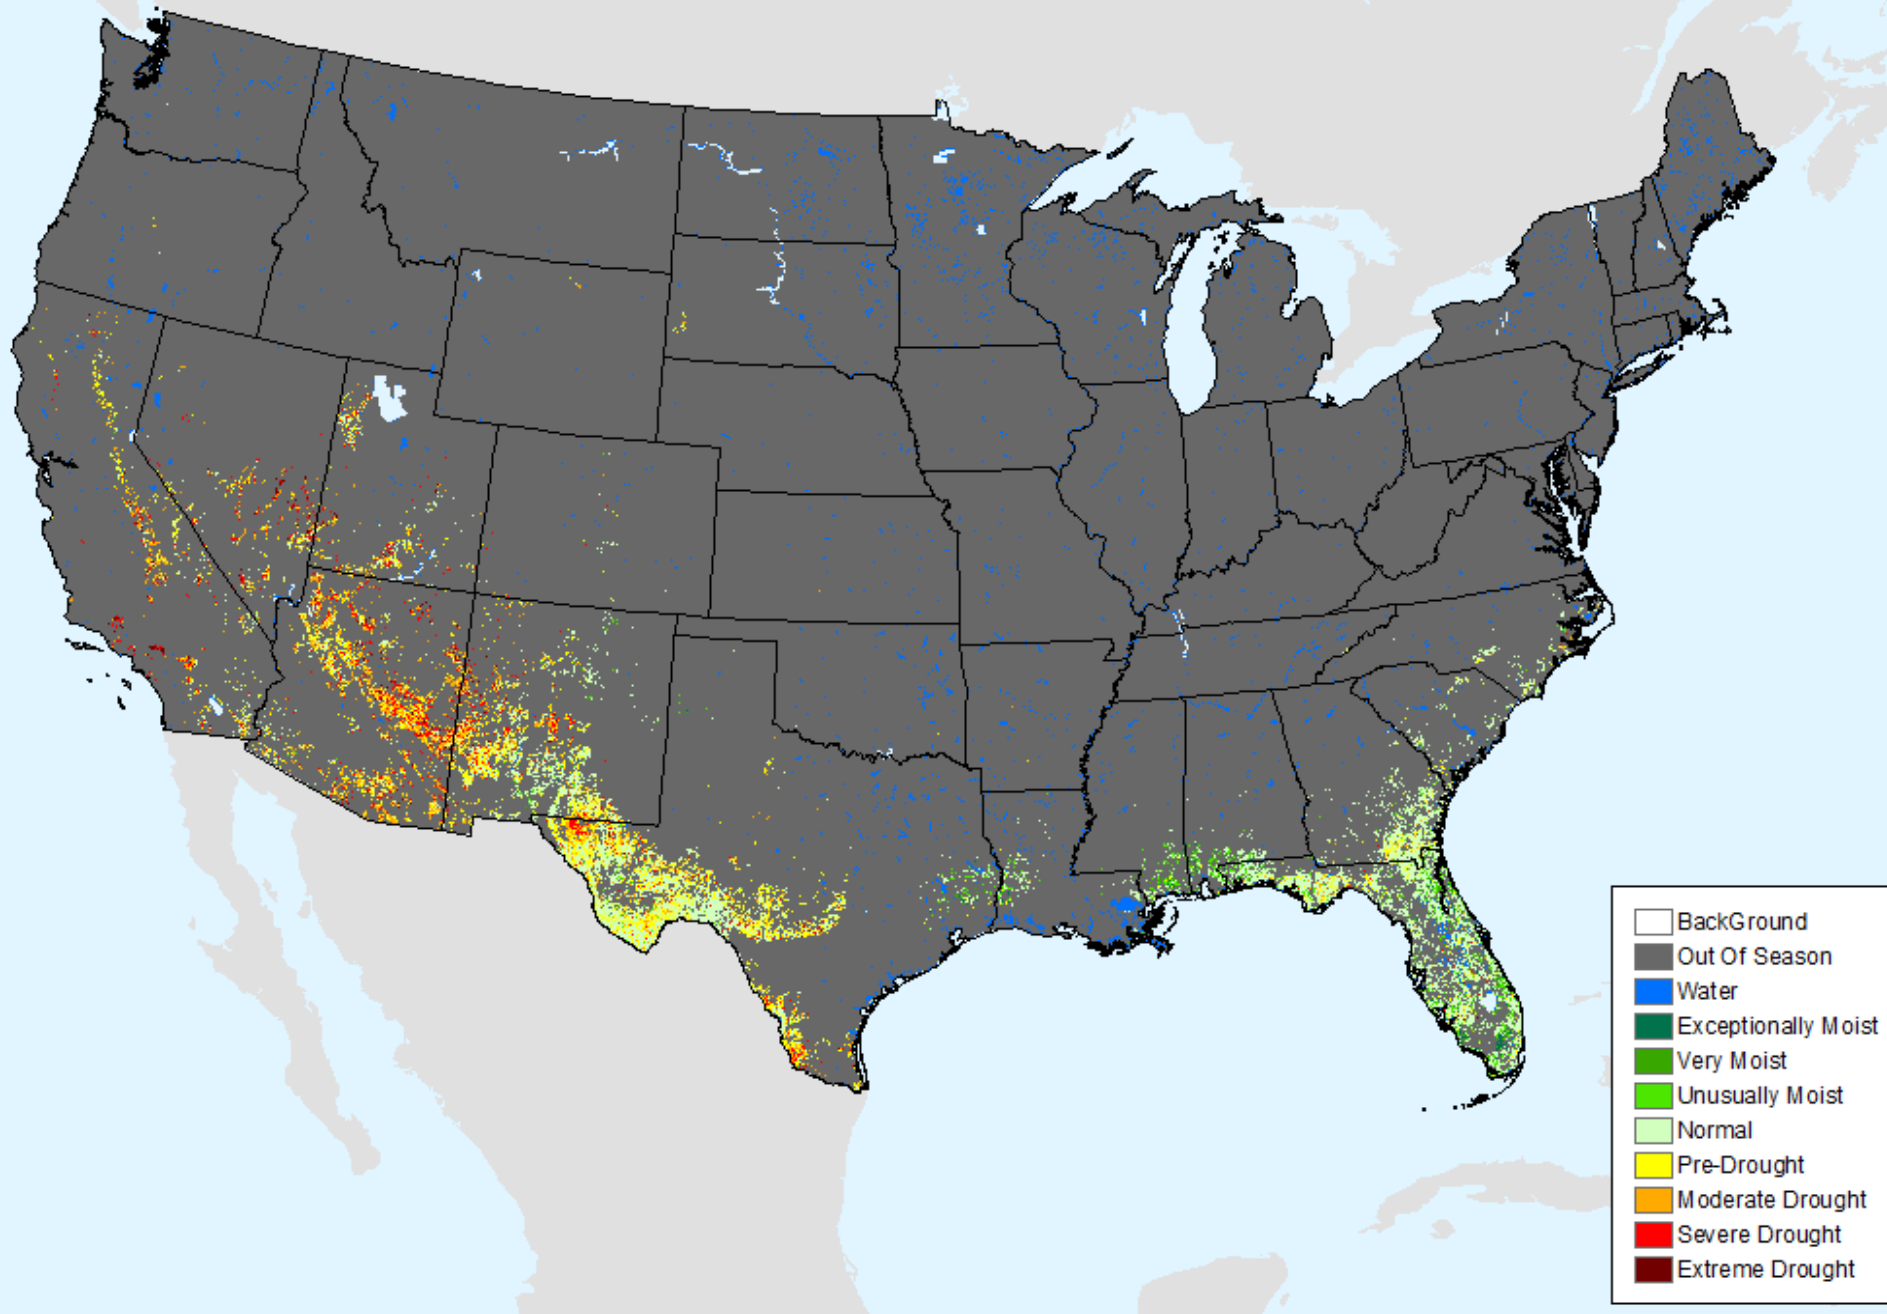 BackGround
Out Of Season
Water
Exceptionally Moist
Very Moist
Unusually Moist
Normal
Pre-Drought
Moderate Drought
Severe Drought
Extreme Drought